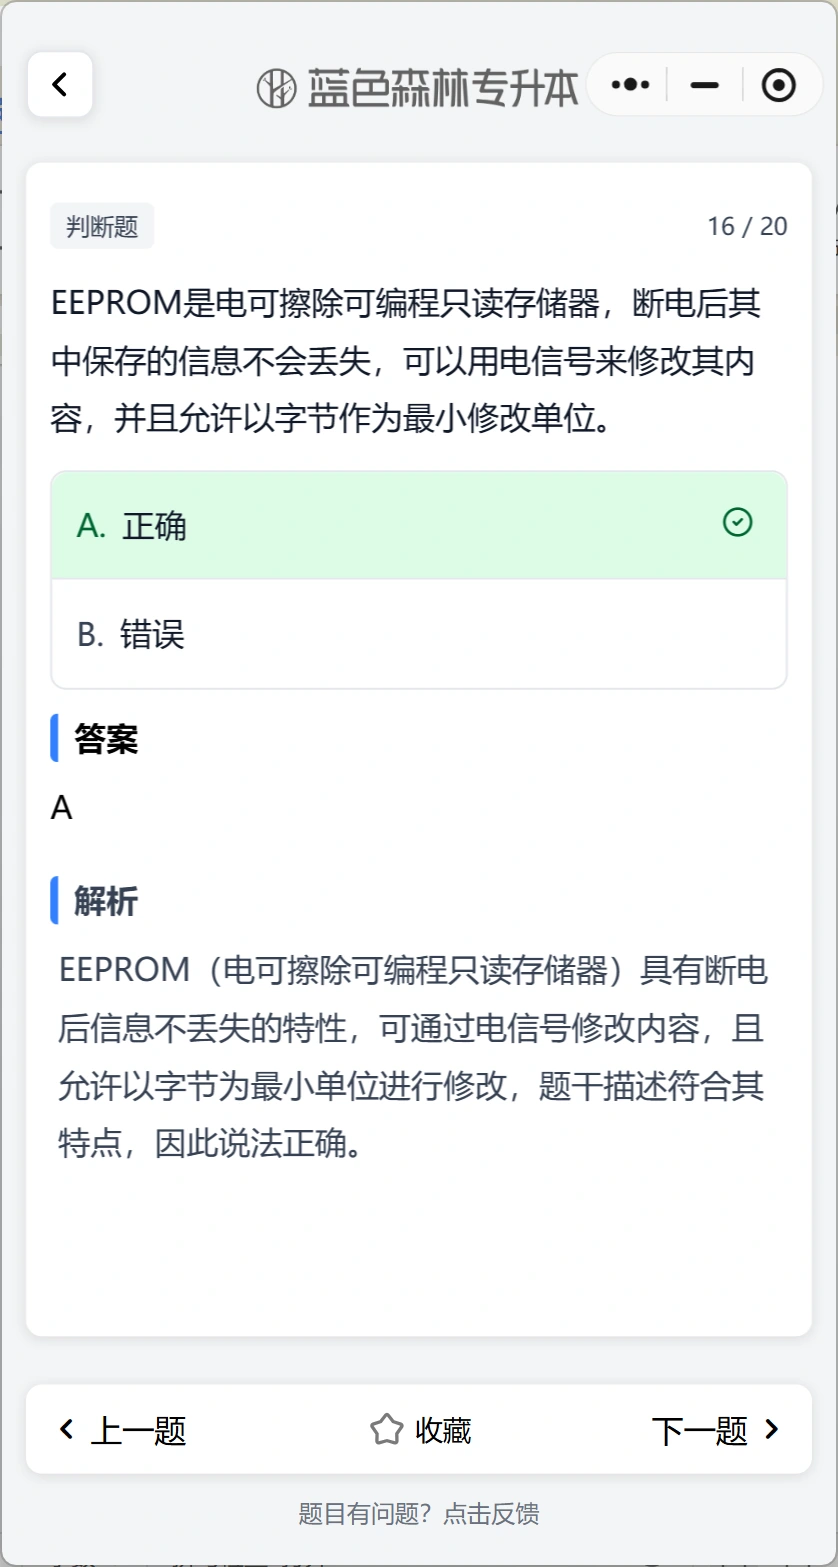 蓝色森林专升本
判断题
16 / 20
EEPROM是电可擦除可编程只读存储器，断电后其
中保存的信息不会丢失，可以用电信号来修改其内
容，并且允许以字节作为最小修改单位。
A. 正确
B. 错误
答案
A
解析
EEPROM（电可擦除可编程只读存储器）具有断电
后信息不丢失的特性，可通过电信号修改内容，且
允许以字节为最小单位进行修改，题干描述符合其
特点，因此说法正确。
上一题
收藏
下一题
题目有问题？点击反馈